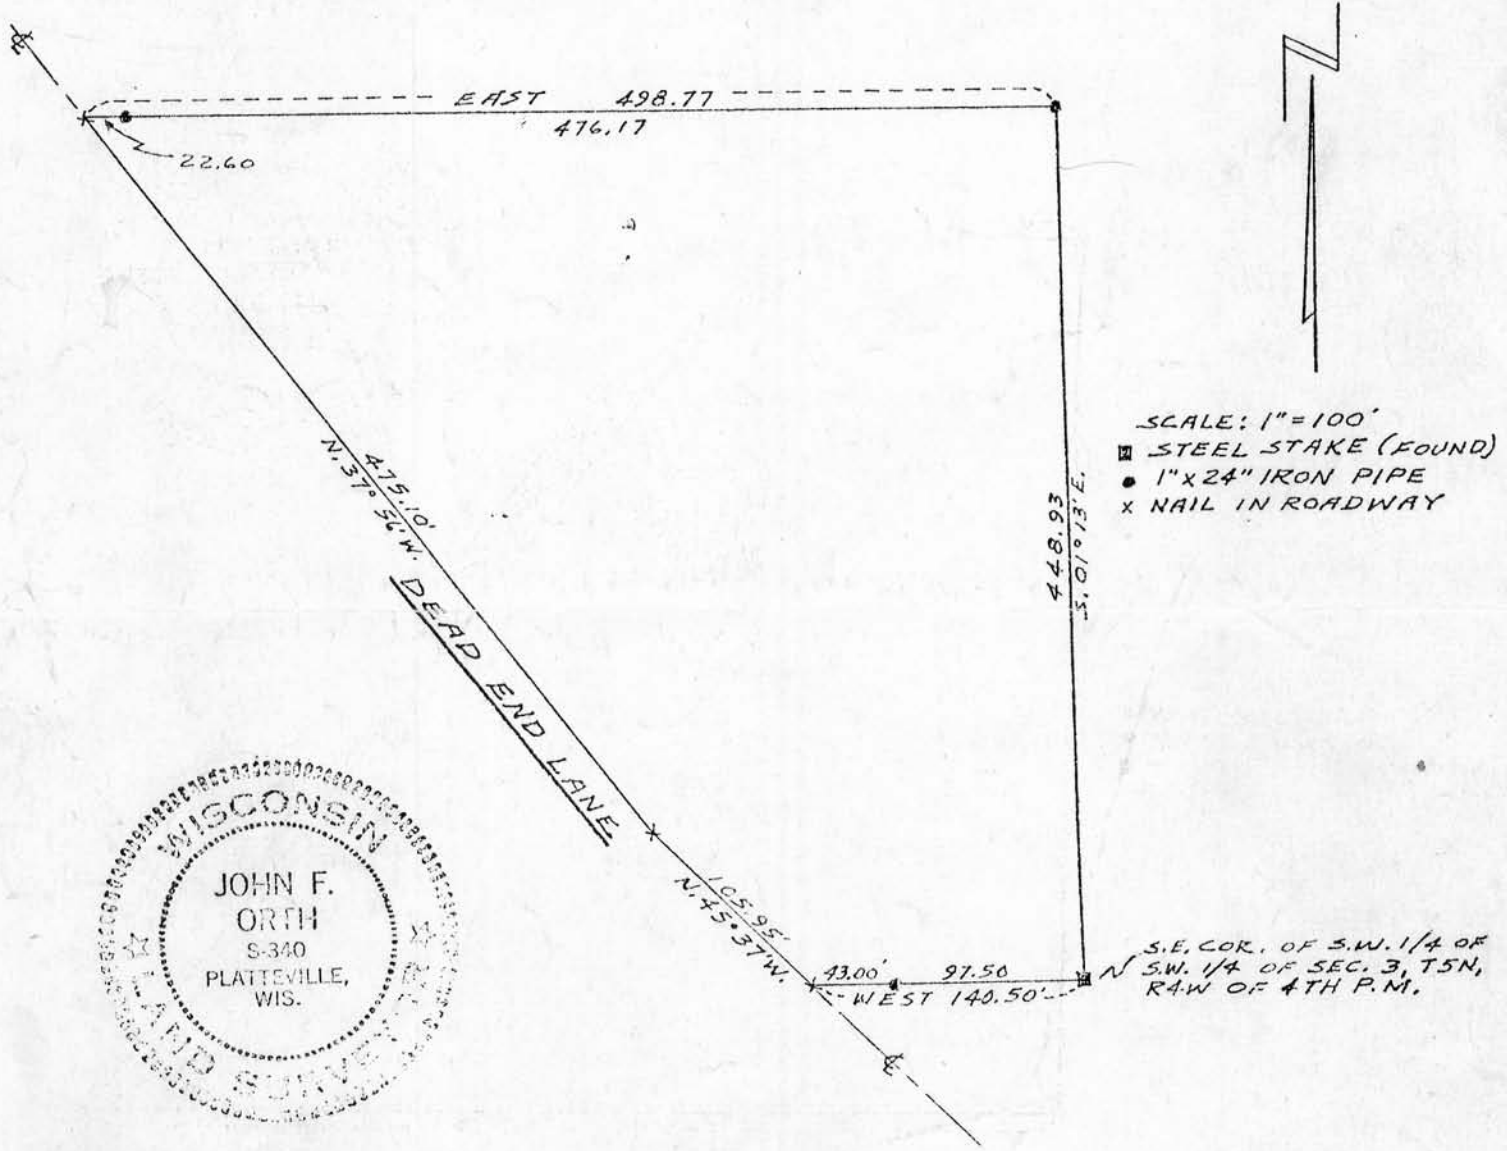 EAST 498.77
476.17
22.60
SCALE: 1"=100'
STEEL STAKE (FOUND)
1"x24" IRON PIPE
x NAIL IN ROADWAY
475.10'
N.37°56'W.
DEAD END LANE
448.93
S.01°13'E.
105.95'
N.45°37'W.
43.00' 97.50
WEST 140.50'
S.E. COR. OF S.W. 1/4 OF
S.W. 1/4 OF SEC. 3, T5N,
R4W OF 4TH P.M.
WISCONSIN
JOHN F.
ORTH
S-340
PLATTEVILLE,
WIS.
LAND SURVEYOR